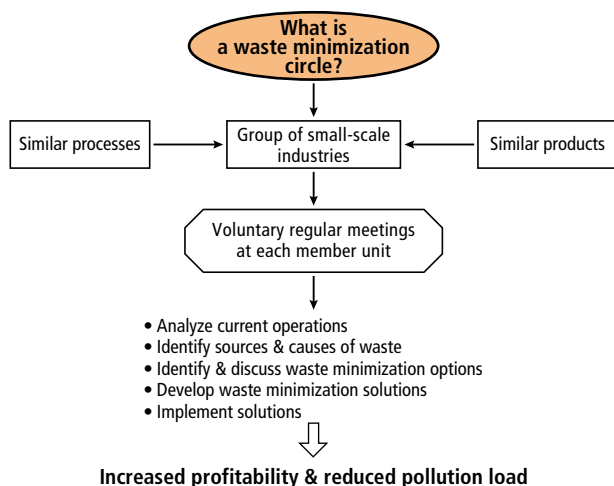 What is
a waste minimization
circle?
Similar processes
Group of small-scale
industries
Similar products
Voluntary regular meetings
at each member unit
• Analyze current operations
• Identify sources & causes of waste
• Identify & discuss waste minimization options
• Develop waste minimization solutions
• Implement solutions
Increased profitability & reduced pollution load